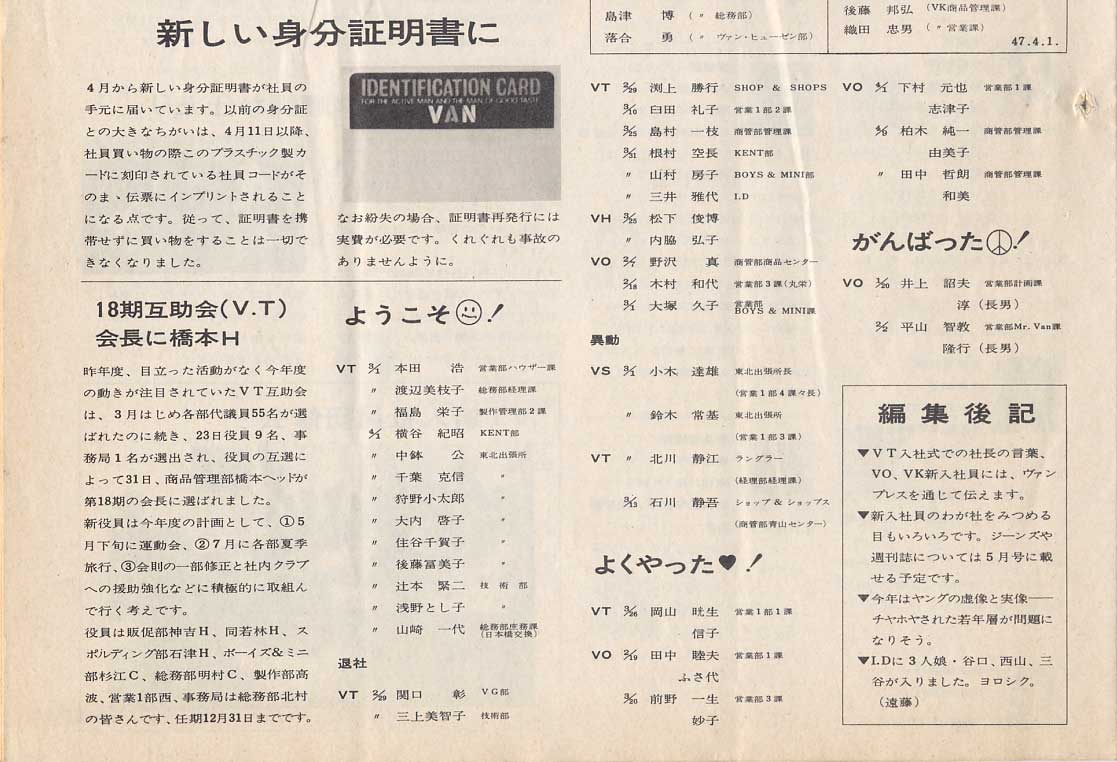 新しい身分証明書に
4月から新しい身分証明書が社員の
手元に届いています。以前の身分証
との大きなちがいは、4月11日以降、
社員買い物の際このプラスチック製カ
ードに刻印されている社員コードがそ
のまゝ伝票にインプリントされること
になる点です。従って、証明書を携
帯せずに買い物をすることは一切で
きなくなりました。
IDENTIFICATION CARD
FOR THE ACTIVE MAN AND THE MAN OF GOOD TASTE
VAN
なお紛失の場合、証明書再発行には
実費が必要です。くれぐれも事故の
ありませんように。
18期互助会(V.T)
会長に橋本H
昨年度、目立った活動がなく今年度
の動きが注目されていたVT互助会
は、3月はじめ各部代議員55名が選
ばれたのに続き、23日役員9名、事
務局1名が選出され、役員の互選に
よって31日、商品管理部橋本ヘッドが
第18期の会長に選ばれました。
新役員は今年度の計画として、①5
月下旬に運動会、②7月に各部夏季
旅行、③会則の一部修正と社内クラブ
への援助強化などに積極的に取組ん
で行く考えです。
役員は販促部神吉H、同若林H、ス
ポルディング部石津H、ボーイズ&ミニ
部杉江C、総務部明村C、製作部高
波、営業1部西、事務局は総務部北村
の皆さんです、任期12月31日までです。
ようこそ!
VT 3/1 本田 浩 営業部ハウザー課
〃 渡辺美枝子 総務部経理課
〃 福島 栄子 製作管理部2課
4/1 横谷 紀昭 KENT部
〃 中鉢 公 東北出張所
〃 千葉 克信 〃
〃 狩野小太郎 〃
〃 大内 啓子 〃
〃 住谷千賀子 〃
〃 後藤冨美子 〃
〃 辻本 緊二 技術部
〃 浅野とし子 〃
〃 山崎 一代 総務部庶務課
(日本橋交換)
退社
VT 2/29 関口 彰 VG部
〃 三上美智子 技術部
島津 博 (〃 総務部)
落合 勇 (〃 ヴァン・ヒューゼン部)
後藤 邦弘 (VK商品管理課)
織田 忠男 (〃営業課)
47.4.1.
VT 2/29 渕上 勝行 SHOP & SHOPS
3/10 臼田 礼子 営業1部2課
3/25 島村 一枝 商管部管理課
3/31 根村 空長 KENT部
〃 山村 房子 BOYS & MINI部
〃 三井 雅代 I.D
VH 3/25 松下 俊博
〃 内脇 弘子
VO 野沢 真 商管部商品センター
3/18 木村 和代 営業部3課(丸栄)
大塚 久子 営業部
BOYS & MINI課
異動
VS 3/1 小木 達雄 東北出張所長
(営業1部4課々長)
〃 鈴木 常基 東北出張所
(営業1部3課)
VT 〃 北川 静江 ラングラー
(経理部経理課)
3/13 石川 静吾 ショップ&ショップス
(商管部青山センター)
よくやった♥!
VT 3/26 岡山 晄生 営業1部1課
信子
VO 3/19 田中 睦夫 営業部1課
ふさ代
3/20 前野 一生 営業部3課
妙子
VO 4/1 下村 元也 営業部1課
志津子
4/9 柏木 純一 商管部管理課
由美子
〃 田中 哲朗 商管部管理課
和美
がんばった!
VO 1/30 井上 詔夫 営業部計画課
淳(長男)
平山 智教 営業部Mr. Van課
隆行(長男)
編集後記
▼VT入社式での社長の言葉、
VO、VK新入社員には、ヴァン
プレスを通じて伝えます。
▼新入社員のわが社をみつめる
目もいろいろです。ジーンズや
週刊誌については5月号に載
せる予定です。
▼今年はヤングの虚像と実像——
チャホヤされた若年層が問題に
なりそう。
▼I.Dに3人娘・谷口、西山、三
谷が入りました。ヨロシク。
(遠藤)